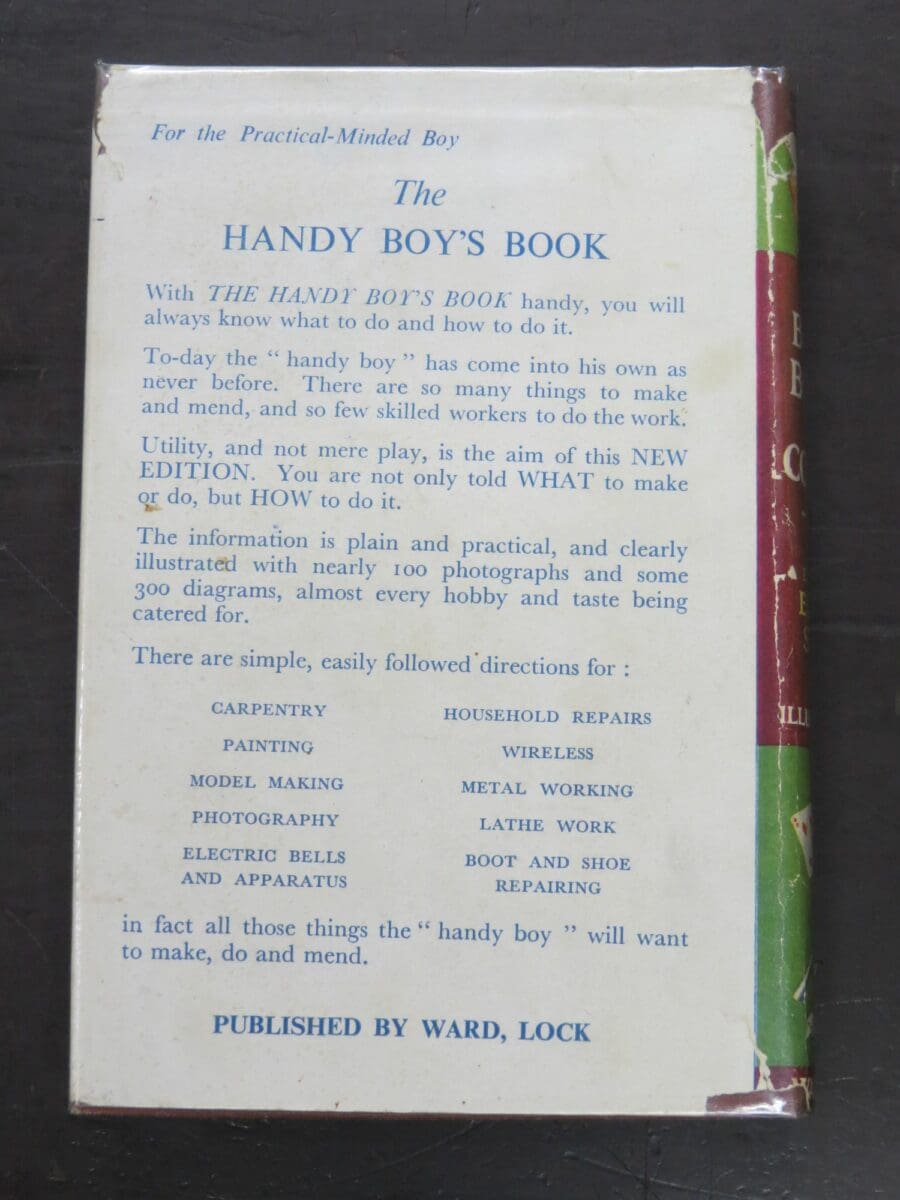 For the Practical-Minded Boy
The
HANDY BOY'S BOOK
With THE HANDY BOY'S BOOK handy, you will
always know what to do and how to do it.
To-day the " handy boy " has come into his own as
never before. There are so many things to make
and mend, and so few skilled workers to do the work.
Utility, and not mere play, is the aim of this NEW
EDITION. You are not only told WHAT to make
or do, but HOW to do it.
The information is plain and practical, and clearly
illustrated with nearly 100 photographs and some
300 diagrams, almost every hobby and taste being
catered for.
There are simple, easily followed directions for :
CARPENTRY
PAINTING
MODEL MAKING
PHOTOGRAPHY
ELECTRIC BELLS
AND APPARATUS
HOUSEHOLD REPAIRS
WIRELESS
METAL WORKING
LATHE WORK
BOOT AND SHOE
REPAIRING
in fact all those things the " handy boy " will want
to make, do and mend.
PUBLISHED BY WARD, LOCK